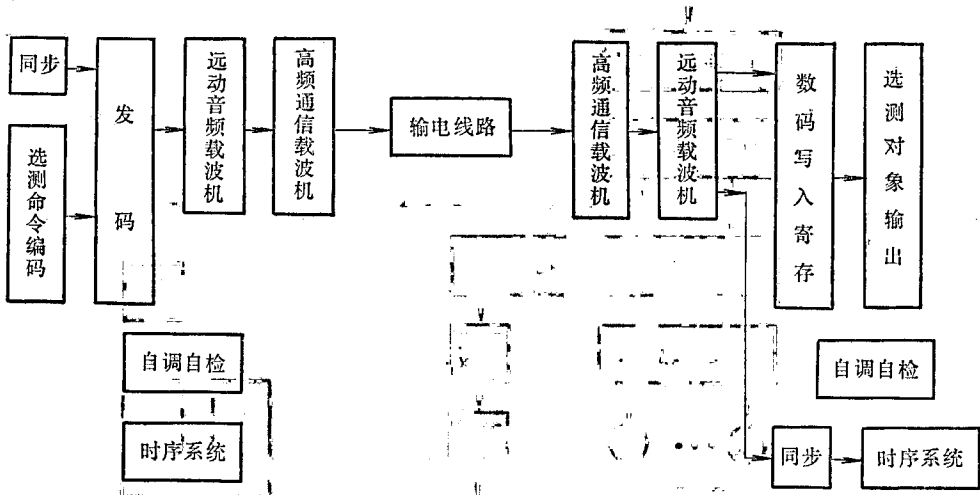 同步
选测命令编码
发码
远动音频载波机
高频通信载波机
输电线路
高频通信载波机
远动音频载波机
数码写入寄存
选测对象输出
自调自检
时序系统
自调自检
同步
时序系统